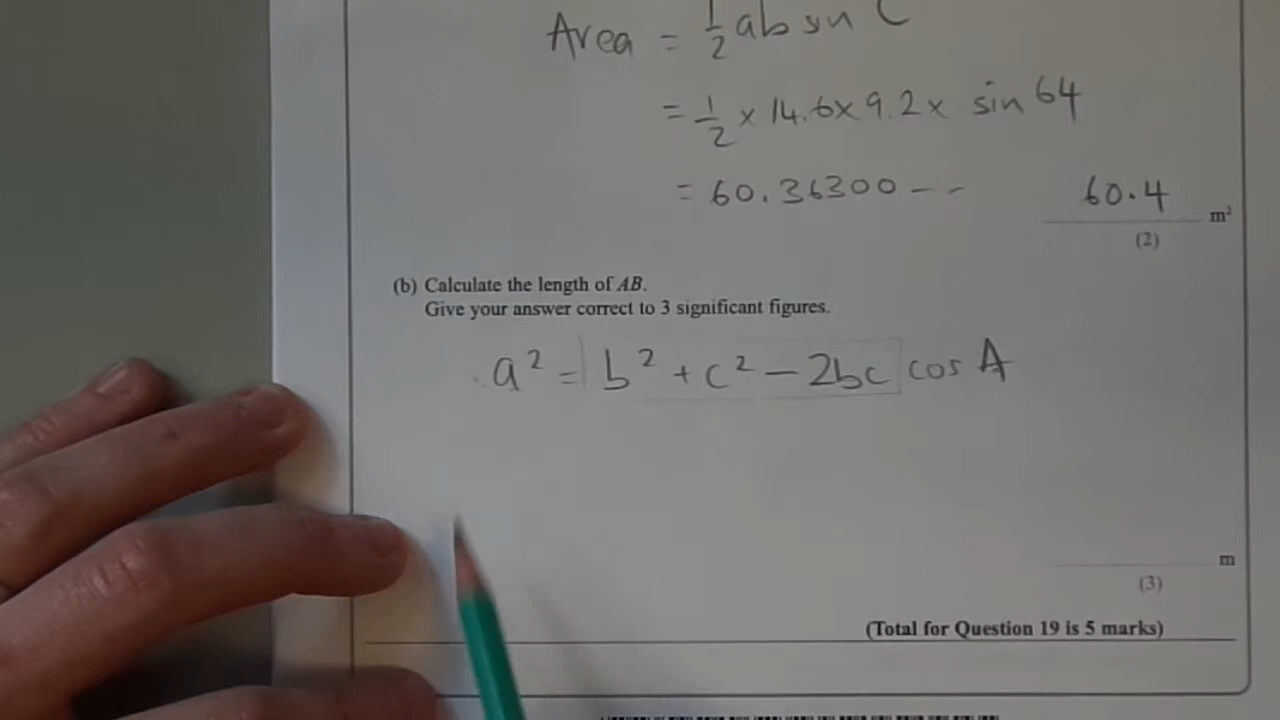 Area = 1/2 ab sin C
= 1/2 × 14.6 × 9.2 × sin 64
= 60.36300 – –
60.4 m²
(2)
(b) Calculate the length of AB.
Give your answer correct to 3 significant figures.
a² = b² + c² – 2bc cos A
m
(3)
(Total for Question 19 is 5 marks)